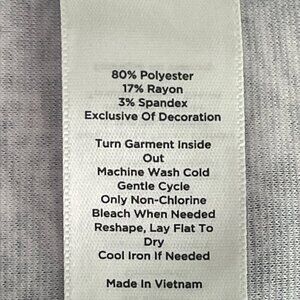 80% Polyester
17% Rayon
3% Spandex
Exclusive Of Decoration
Turn Garment Inside
Out
Machine Wash Cold
Gentle Cycle
Only Non-Chlorine
Bleach When Needed
Reshape, Lay Flat To
Dry
Cool Iron If Needed
Made In Vietnam